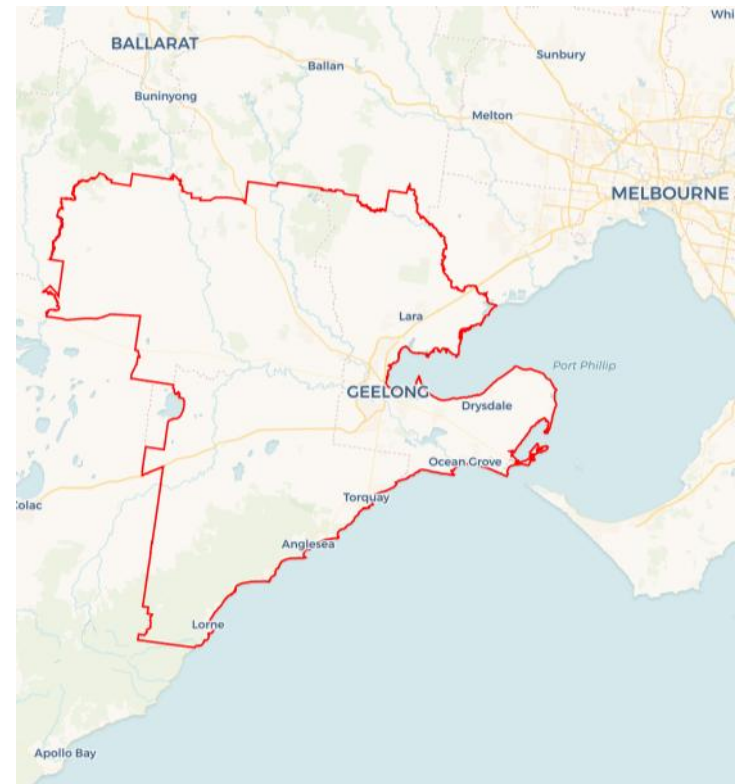 Whi
BALLARAT
Sunbury
Ballan
Buninyong
Melton
MELBOURNE
Lara
Port Phillip
GEELONG
Drysdale
Ocean Grove
Torquay
Colac
Anglesea
Lorne
Apollo Bay